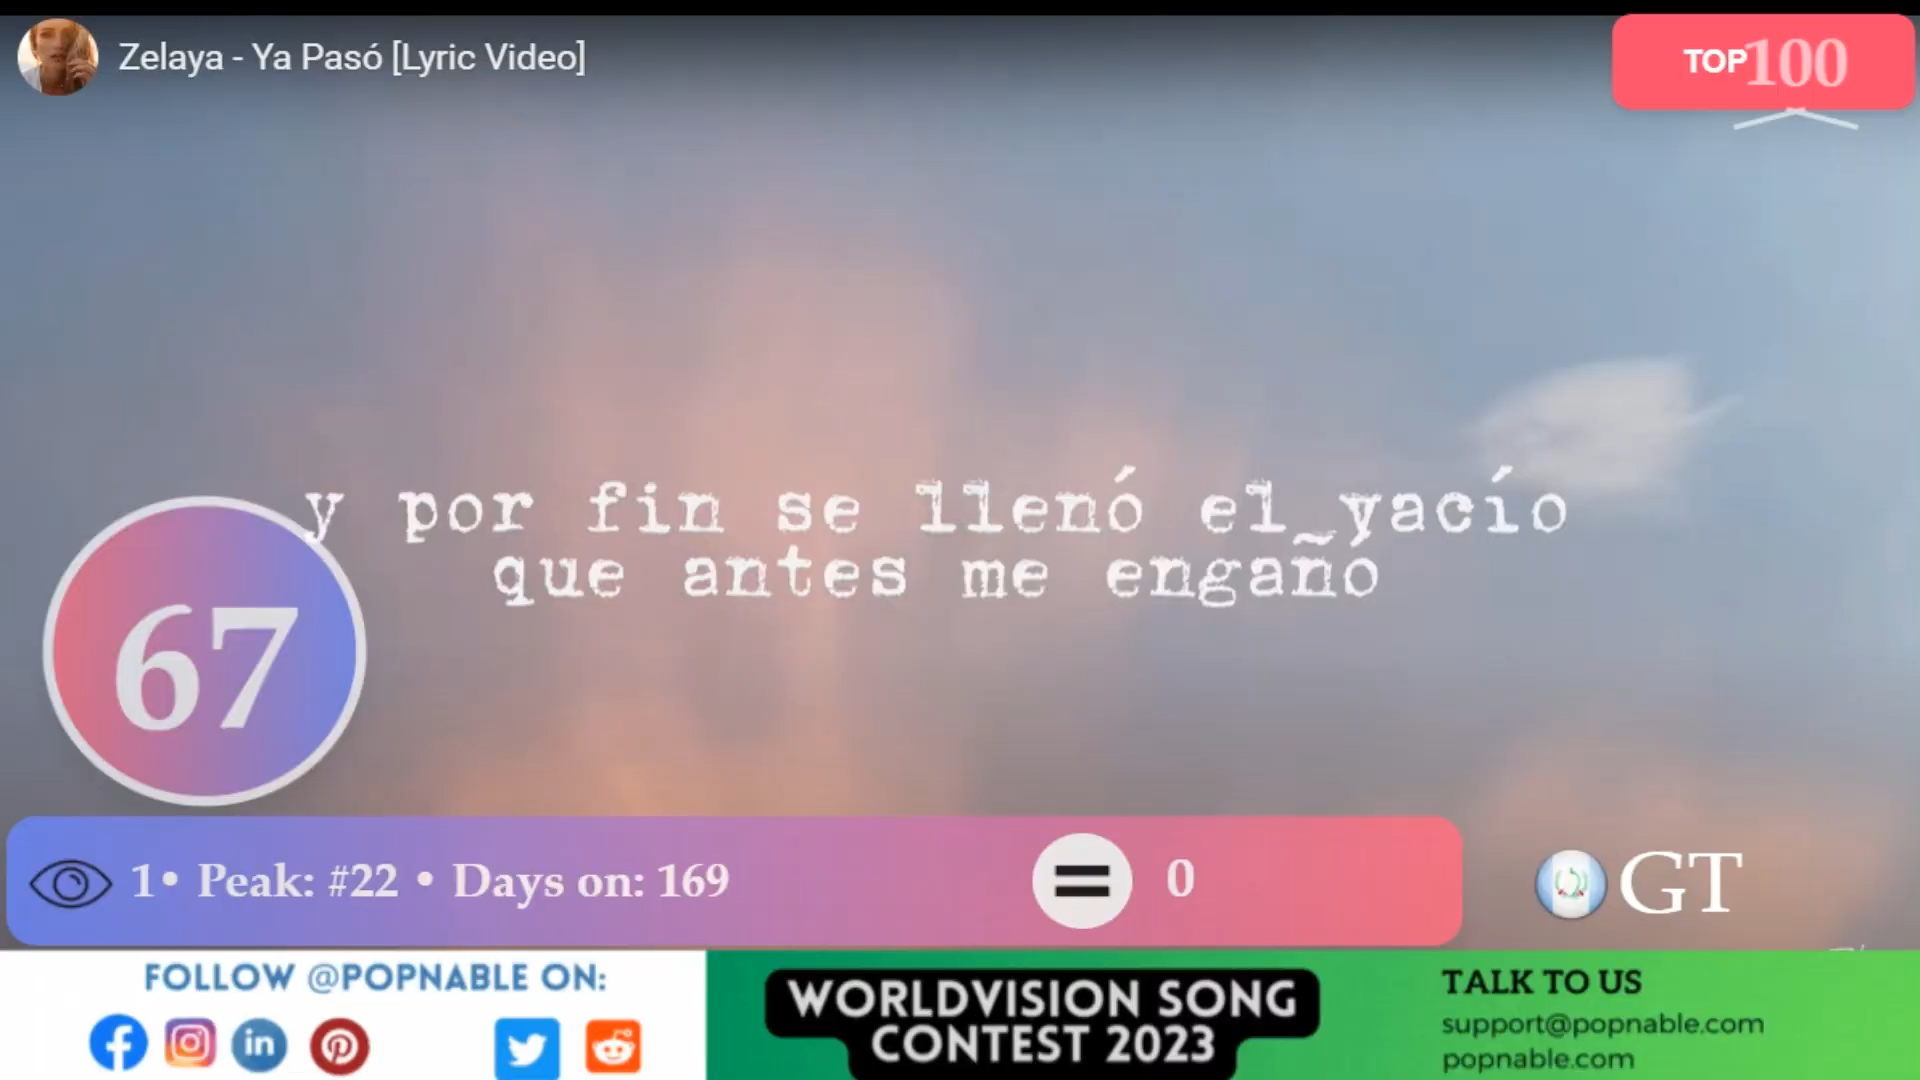 Zelaya - Ya Pasó [Lyric Video]
TOP100
y por fin se llenó el vacío
que antes me engañó
67
1• Peak: #22 • Days on: 169
= 0
GT
FOLLOW @POPNABLE ON:
WORLDVISION SONG
CONTEST 2023
TALK TO US
support@popnable.com
popnable.com